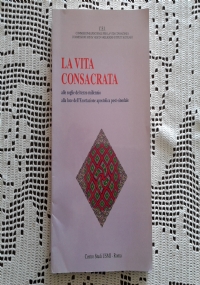 LA VITA
CONSACRATA
alle soglie del terzo millennio
alla luce dell'Esortazione apostolica post-sinodale
Centro Studi USMI - Roma